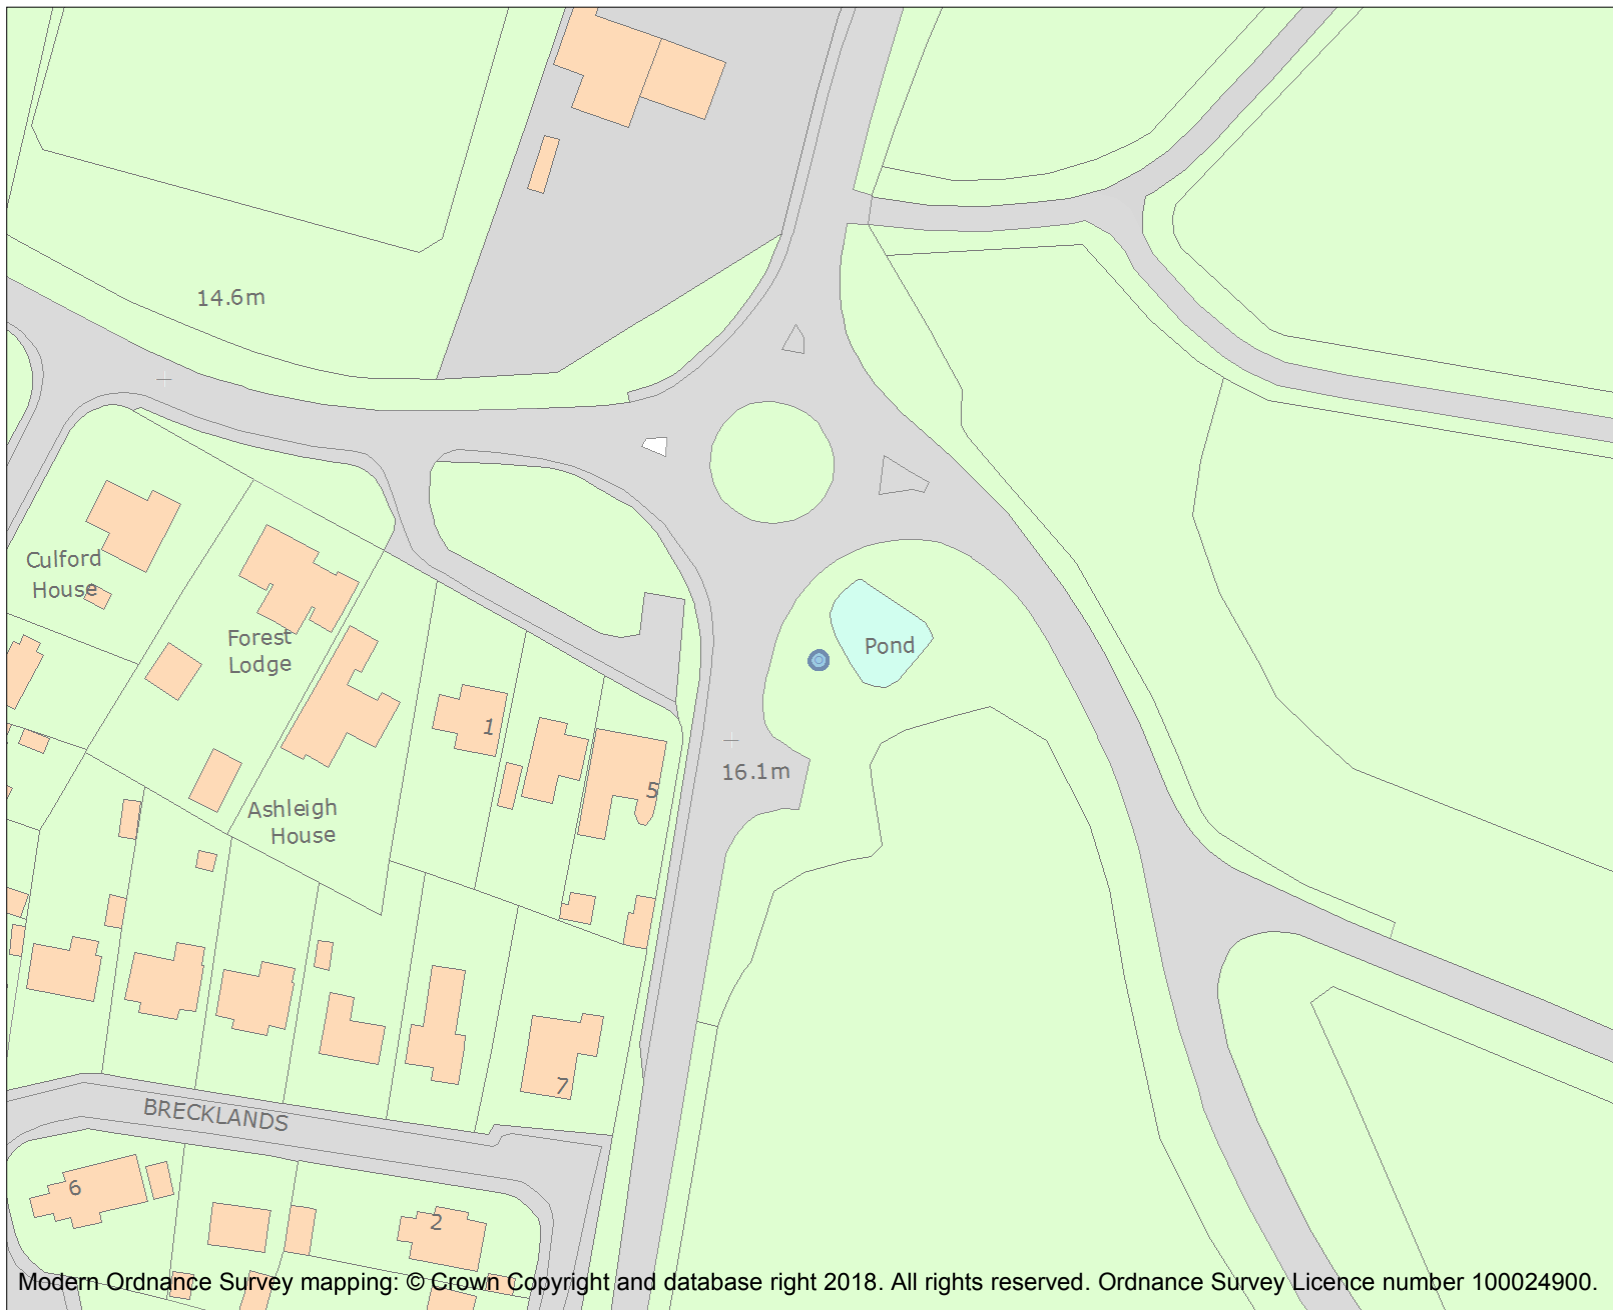 14.6m
Culford
House
Forest
Lodge
Pond
1
16.1m
5
Ashleigh
House
7
BRECKLANDS
6
2
Modern Ordnance Survey mapping: © Crown Copyright and database right 2018. All rights reserved. Ordnance Survey Licence number 100024900.